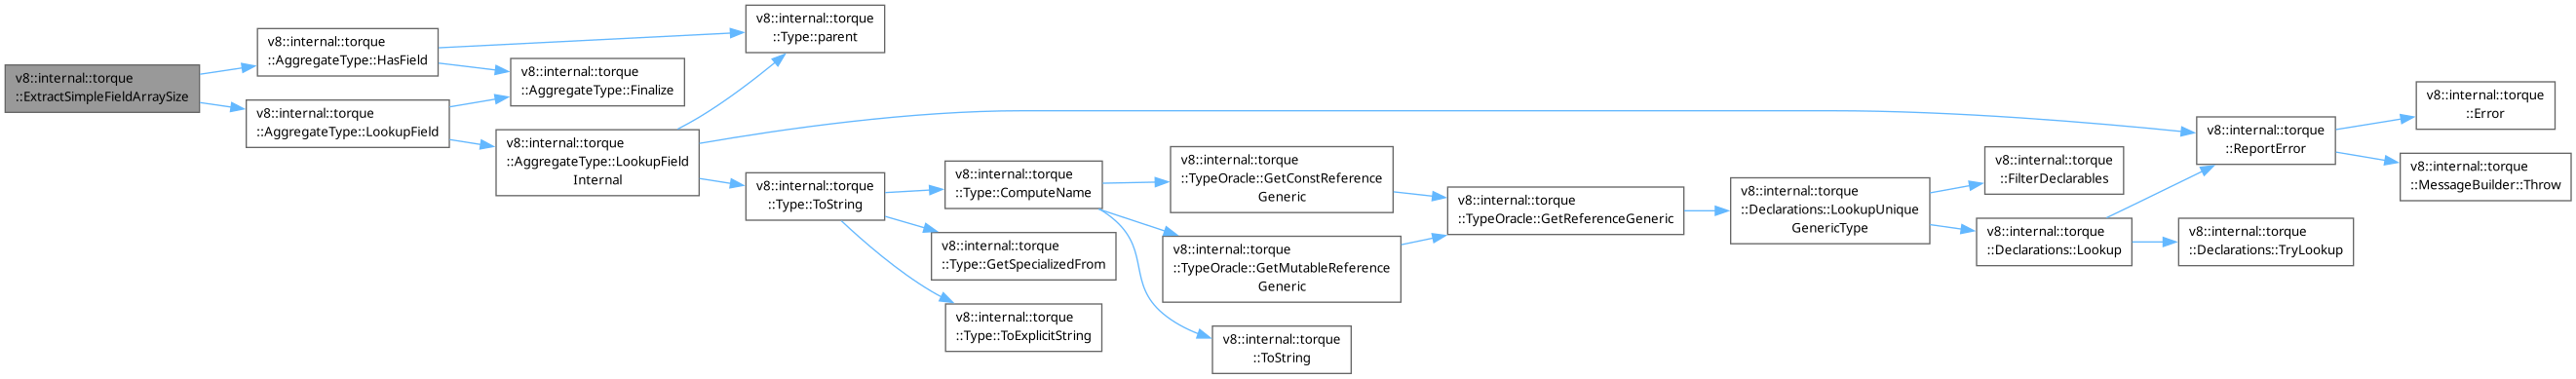 v8::internal::torque
::ExtractSimpleFieldArraySize
v8::internal::torque
::AggregateType::HasField
v8::internal::torque
::AggregateType::LookupField
v8::internal::torque
::AggregateType::Finalize
v8::internal::torque
::AggregateType::LookupField
Internal
v8::internal::torque
::Type::parent
v8::internal::torque
::Type::ToString
v8::internal::torque
::Type::ComputeName
v8::internal::torque
::Type::GetSpecializedFrom
v8::internal::torque
::Type::ToExplicitString
v8::internal::torque
::TypeOracle::GetConstReference
Generic
v8::internal::torque
::TypeOracle::GetMutableReference
Generic
v8::internal::torque
::ToString
v8::internal::torque
::TypeOracle::GetReferenceGeneric
v8::internal::torque
::Declarations::LookupUnique
GenericType
v8::internal::torque
::FilterDeclarables
v8::internal::torque
::Declarations::Lookup
v8::internal::torque
::ReportError
v8::internal::torque
::Declarations::TryLookup
v8::internal::torque
::Error
v8::internal::torque
::MessageBuilder::Throw